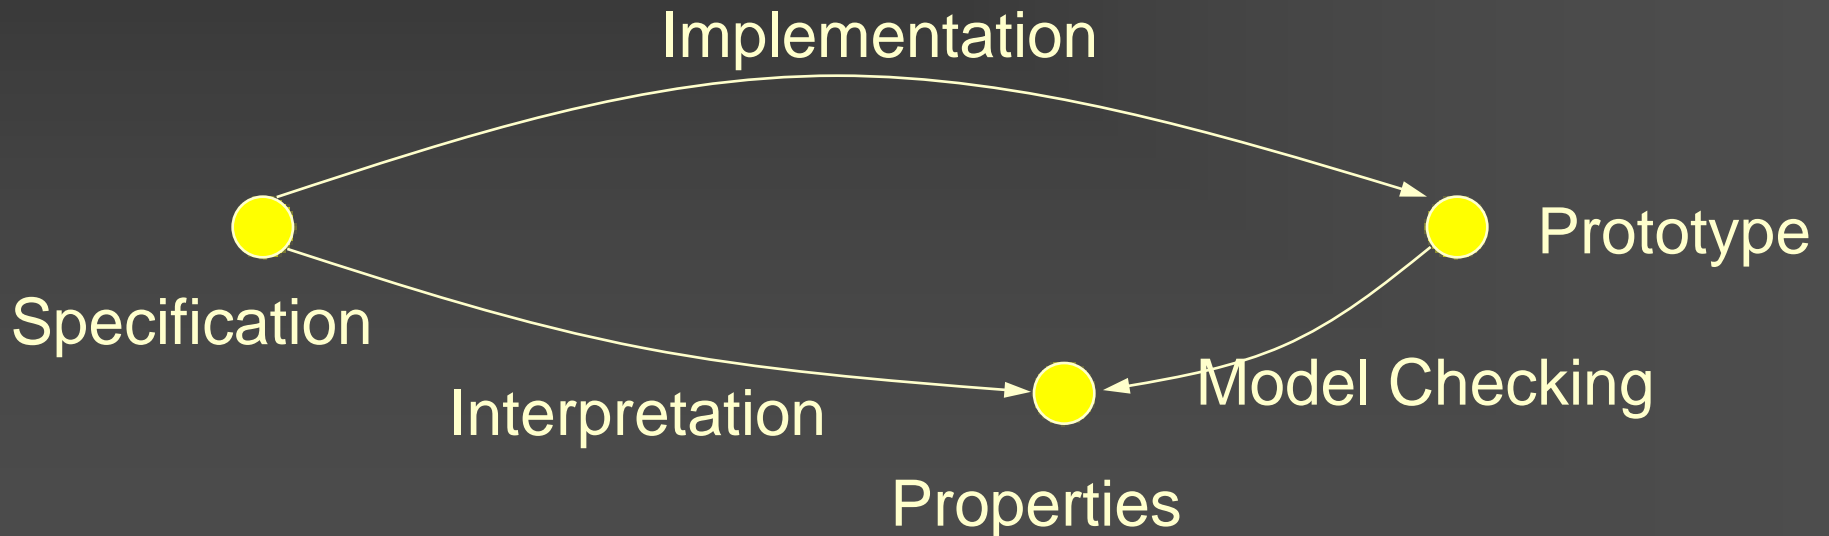 Implementation
Prototype
Specification
Model Checking
Interpretation
Properties